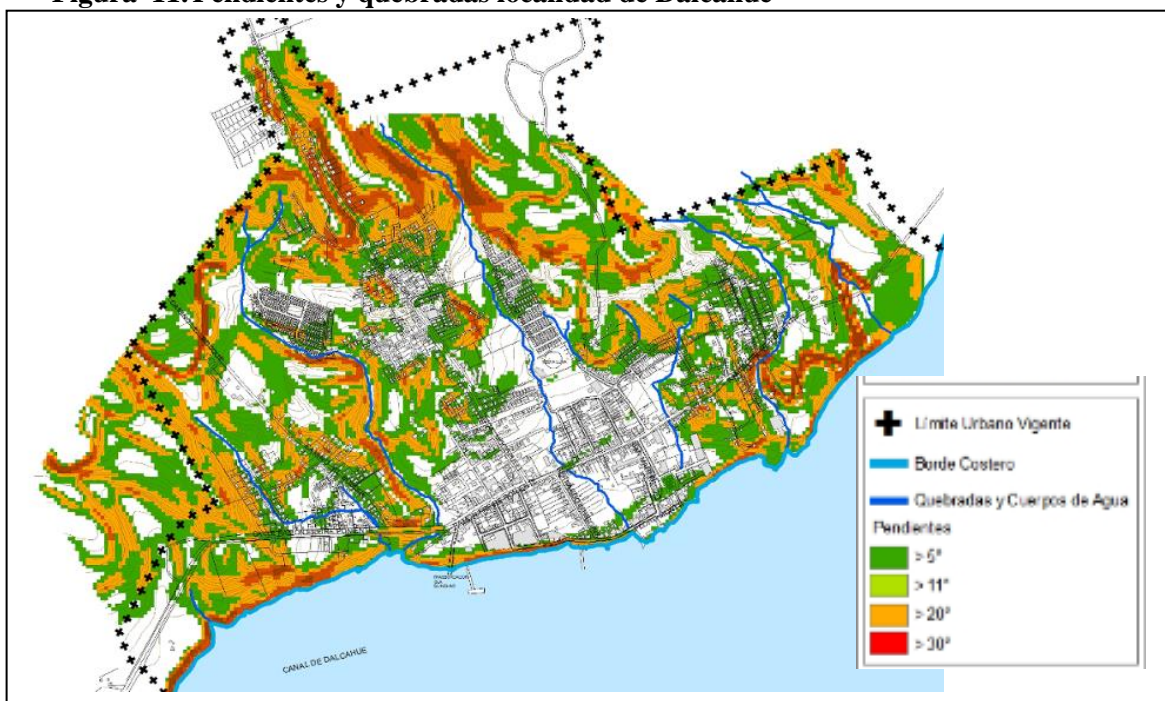 Figura 11.Pendientes y quebradas localidad de Dalcahue
Límite Urbano Vigente
Borde Costero
Quebradas y Cuerpos de Agua
Pendientes
> 5°
> 11°
> 20°
> 30°
CANAL DE DALCAHUE